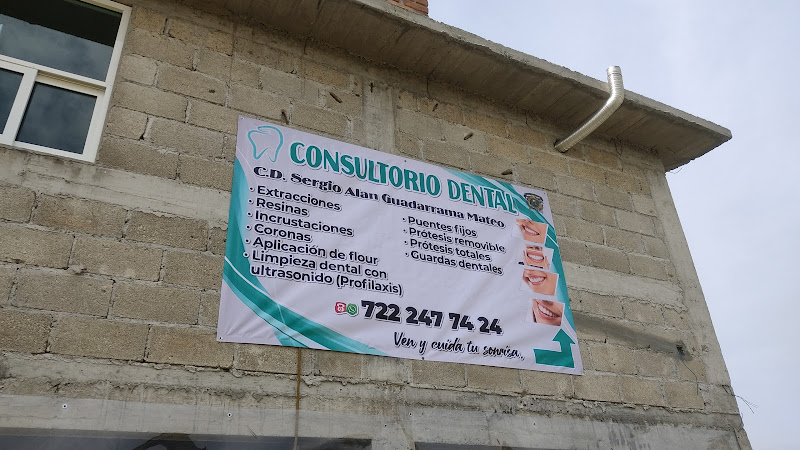 CONSULTORIO DENTAL
C.D. Sergio Alan Guadarrama Mateo
· Extracciones
· Resinas
· Incrustaciones
· Coronas
· Aplicación de flour
· Limpieza dental con
ultrasonido (Profilaxis)
· Puentes fijos
· Prótesis removible
· Prótesis totales
· Guardas dentales
722 247 74 24
Ven y cuida tu sonrisa..